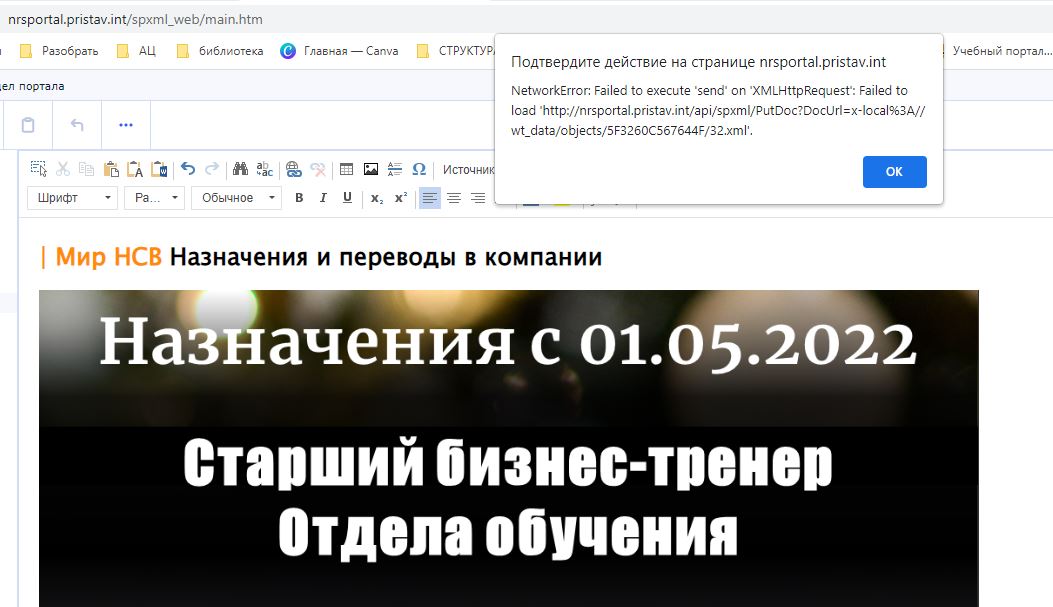 nrsportal.pristav.int/spxml_web/main.htm
Разобрать АЦ библиотека Главная — Canva СТРУКТУРА Учебный портал...
Подтвердите действие на странице nrsportal.pristav.int
NetworkError: Failed to execute 'send' on 'XMLHttpRequest': Failed to
load 'http://nrsportal.pristav.int/api/spxml/PutDoc?DocUrl=x-local%3A//
wt_data/objects/5F3260C567644F/32.xml'.
OK
дел портала
Источник
Шрифт Ра... Обычное B I U x₂ x²
| Мир НСВ Назначения и переводы в компании
Назначения с 01.05.2022
Старший бизнес-тренер
Отдела обучения